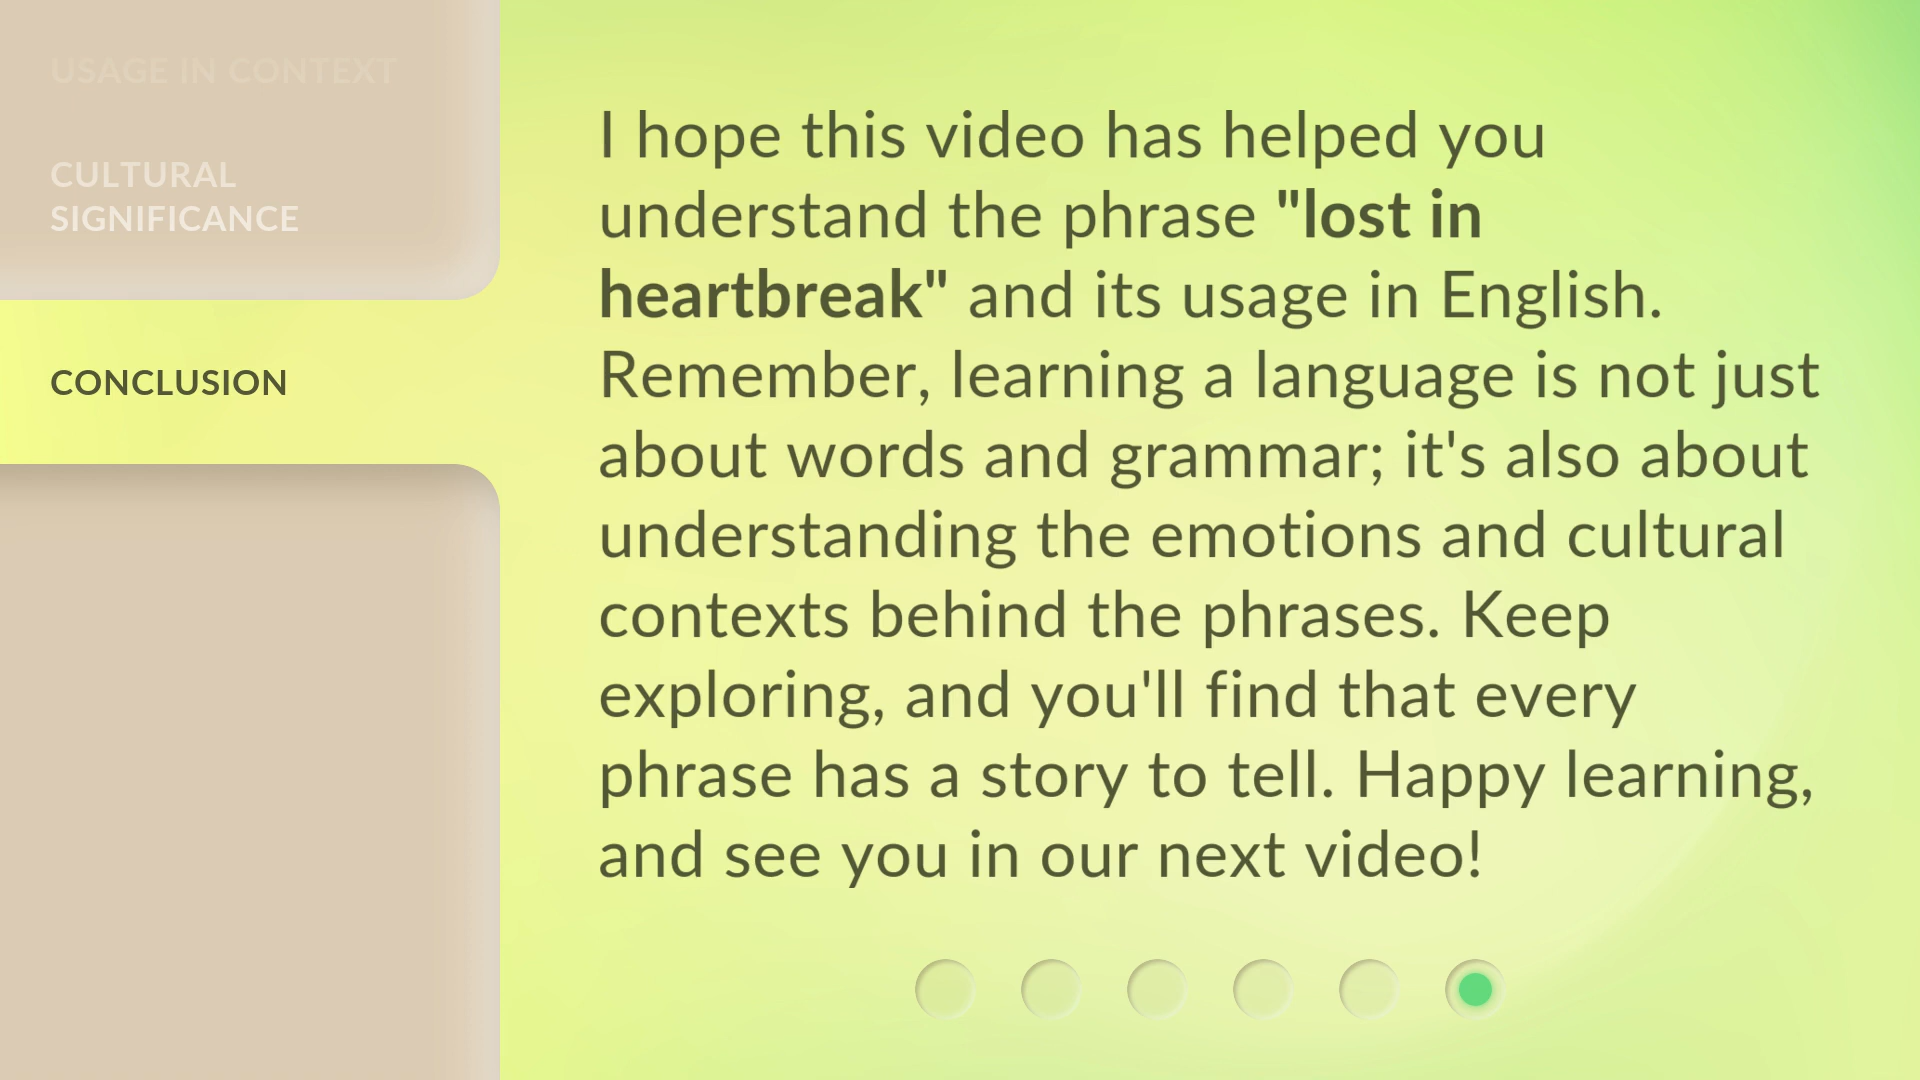 USAGE IN CONTEXT
CULTURAL
SIGNIFICANCE
CONCLUSION
I hope this video has helped you
understand the phrase "lost in
heartbreak" and its usage in English.
Remember, learning a language is not just
about words and grammar; it's also about
understanding the emotions and cultural
contexts behind the phrases. Keep
exploring, and you'll find that every
phrase has a story to tell. Happy learning,
and see you in our next video!